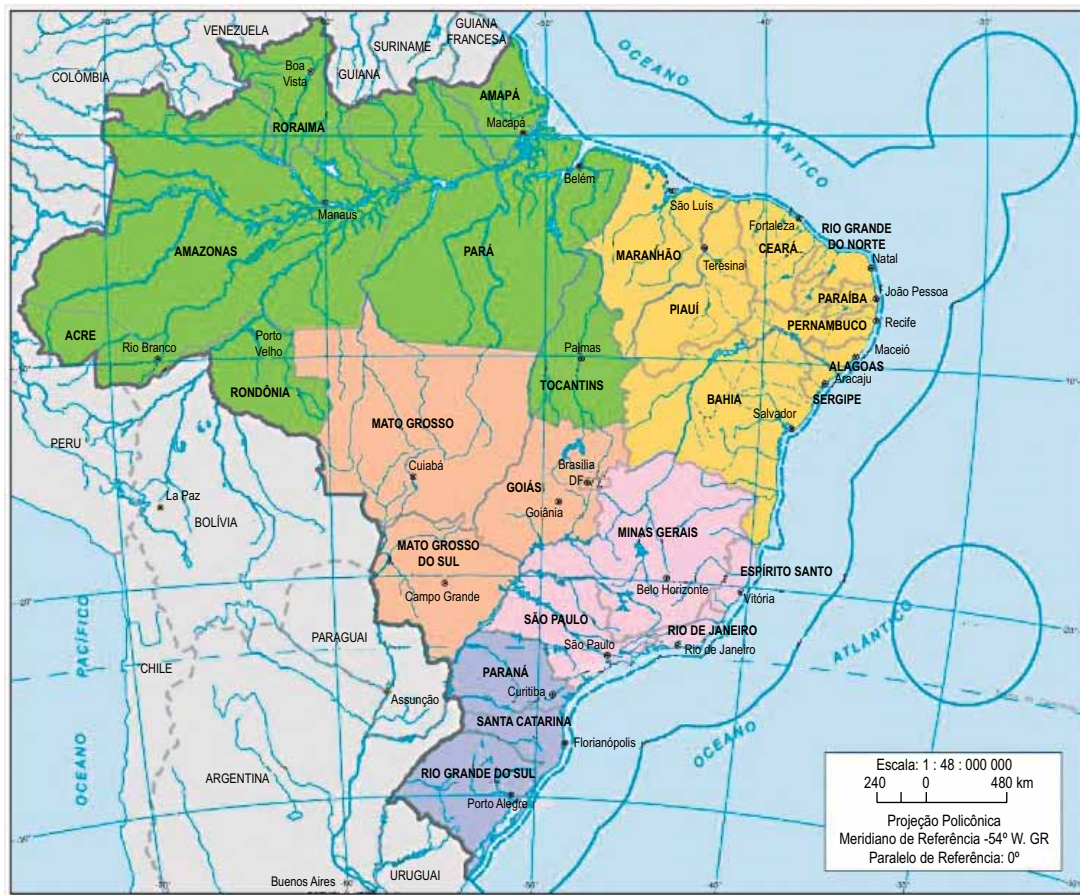 VENEZUELA
GUIANA
FRANCESA
SURINAME
GUIANA
COLÔMBIA
Boa
Vista
RORAIMA
AMAPÁ
Macapá
OCEANO
ATLÂNTICO
Belém
Manaus
São Luís
Fortaleza
AMAZONAS
PARÁ
MARANHÃO
Teresina
CEARÁ
RIO GRANDE
DO NORTE
Natal
PARAÍBA
João Pessoa
PIAUÍ
PERNAMBUCO
Recife
ACRE
Rio Branco
Porto
Velho
Palmas
Maceió
ALAGOAS
Aracaju
SERGIPE
RONDÔNIA
TOCANTINS
MATO GROSSO
BAHIA
Salvador
PERU
Cuiabá
Brasília
DF
GOIÁS
Goiânia
La Paz
BOLÍVIA
MINAS GERAIS
MATO GROSSO
DO SUL
Campo Grande
Belo Horizonte
ESPÍRITO SANTO
Vitória
SÃO PAULO
São Paulo
RIO DE JANEIRO
Rio de Janeiro
OCEANO
PACÍFICO
PARAGUAI
CHILE
Assunção
PARANÁ
Curitiba
SANTA CATARINA
Florianópolis
OCEANO
ATLÂNTICO
ARGENTINA
RIO GRANDE DO SUL
Porto Alegre
Buenos Aires
URUGUAI
Escala: 1 : 48 : 000 000
240 0 480 km
Projeção Policônica
Meridiano de Referência -54º W. GR
Paralelo de Referência: 0º